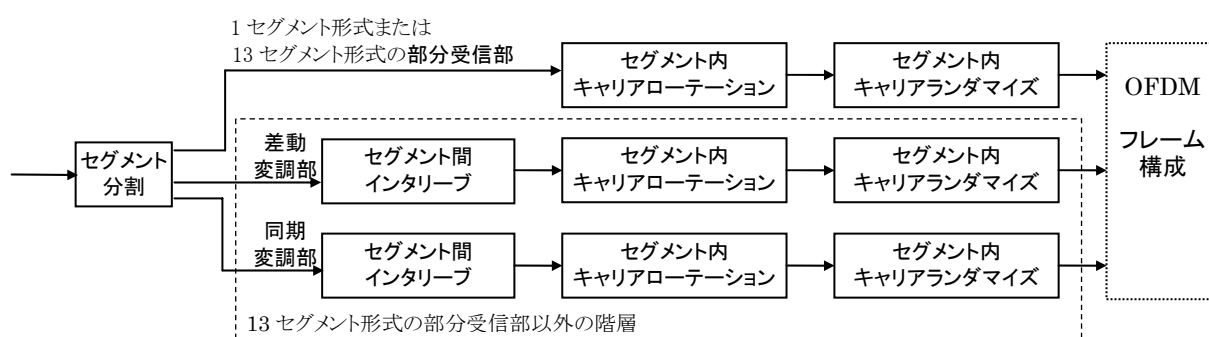 1 セグメント形式または
13 セグメント形式の部分受信部
セグメント内
キャリアローテーション
セグメント内
キャリアランダマイズ
OFDM
フレーム
構成
セグメント
分割
差動
変調部
セグメント間
インタリーブ
セグメント内
キャリアローテーション
セグメント内
キャリアランダマイズ
同期
変調部
セグメント間
インタリーブ
セグメント内
キャリアローテーション
セグメント内
キャリアランダマイズ
13 セグメント形式の部分受信部以外の階層